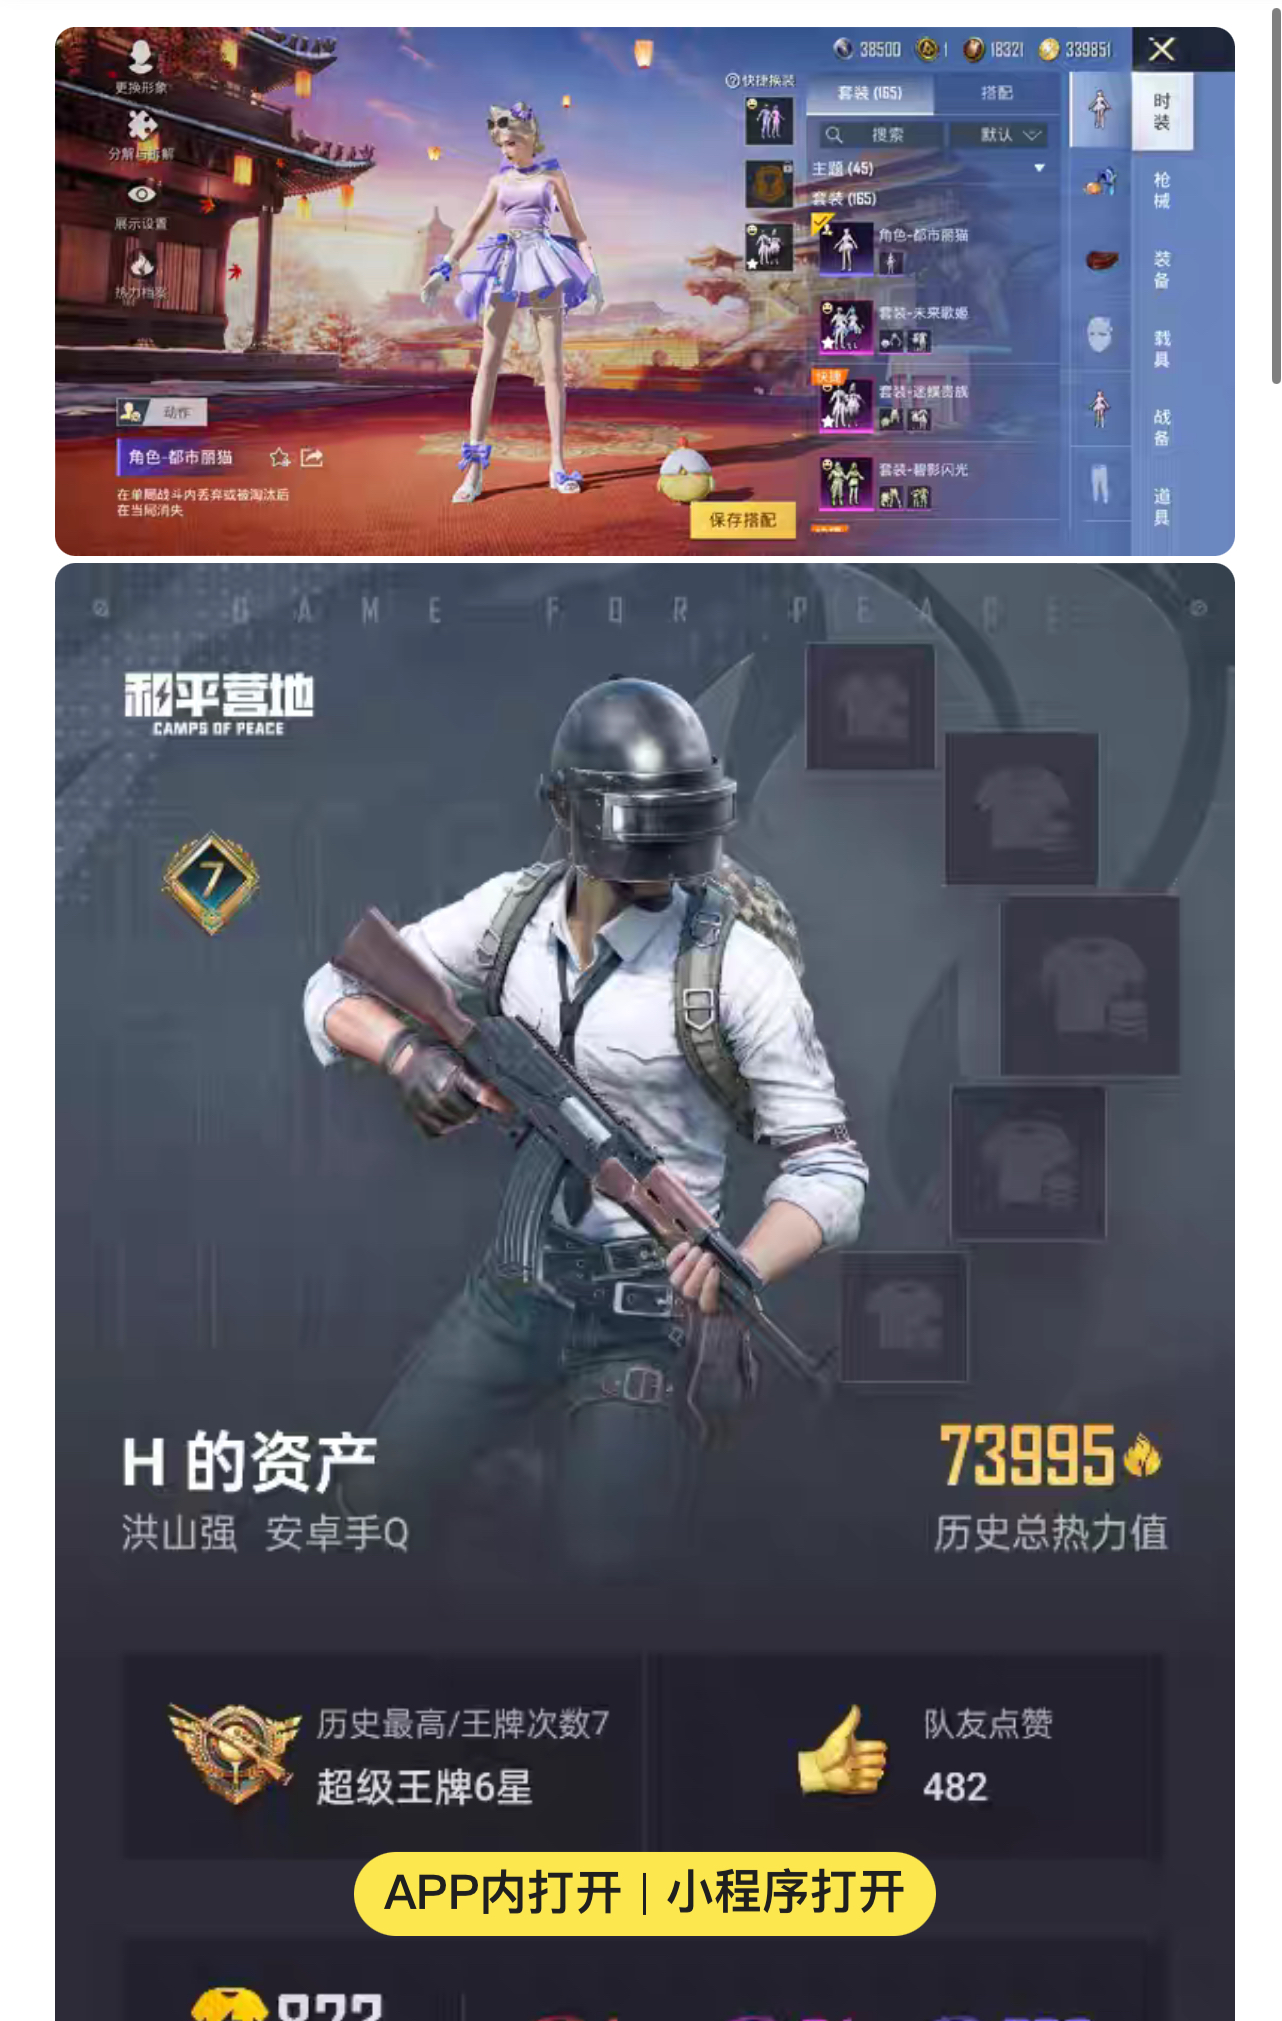 更换形象
分解与拆解
展示设置
热力档案
38500
1
18321
339851
快捷换装
套装 (165)
搭配
搜索
默认
主题 (45)
套装 (165)
角色-都市丽猫
套装-未来歌姬
快捷
套装-迷蝶贵族
套装-碧影闪光
时装
枪械
装备
载具
战备
道具
动作
角色-都市丽猫
在单局战斗内丢弃或被淘汰后
在当局消失
保存搭配
GAME FOR PEACE
和平营地
CAMPS OF PEACE
7
H 的资产
洪山强 安卓手Q
73995
历史总热力值
历史最高/王牌次数7
超级王牌6星
队友点赞
482
APP内打开 | 小程序打开